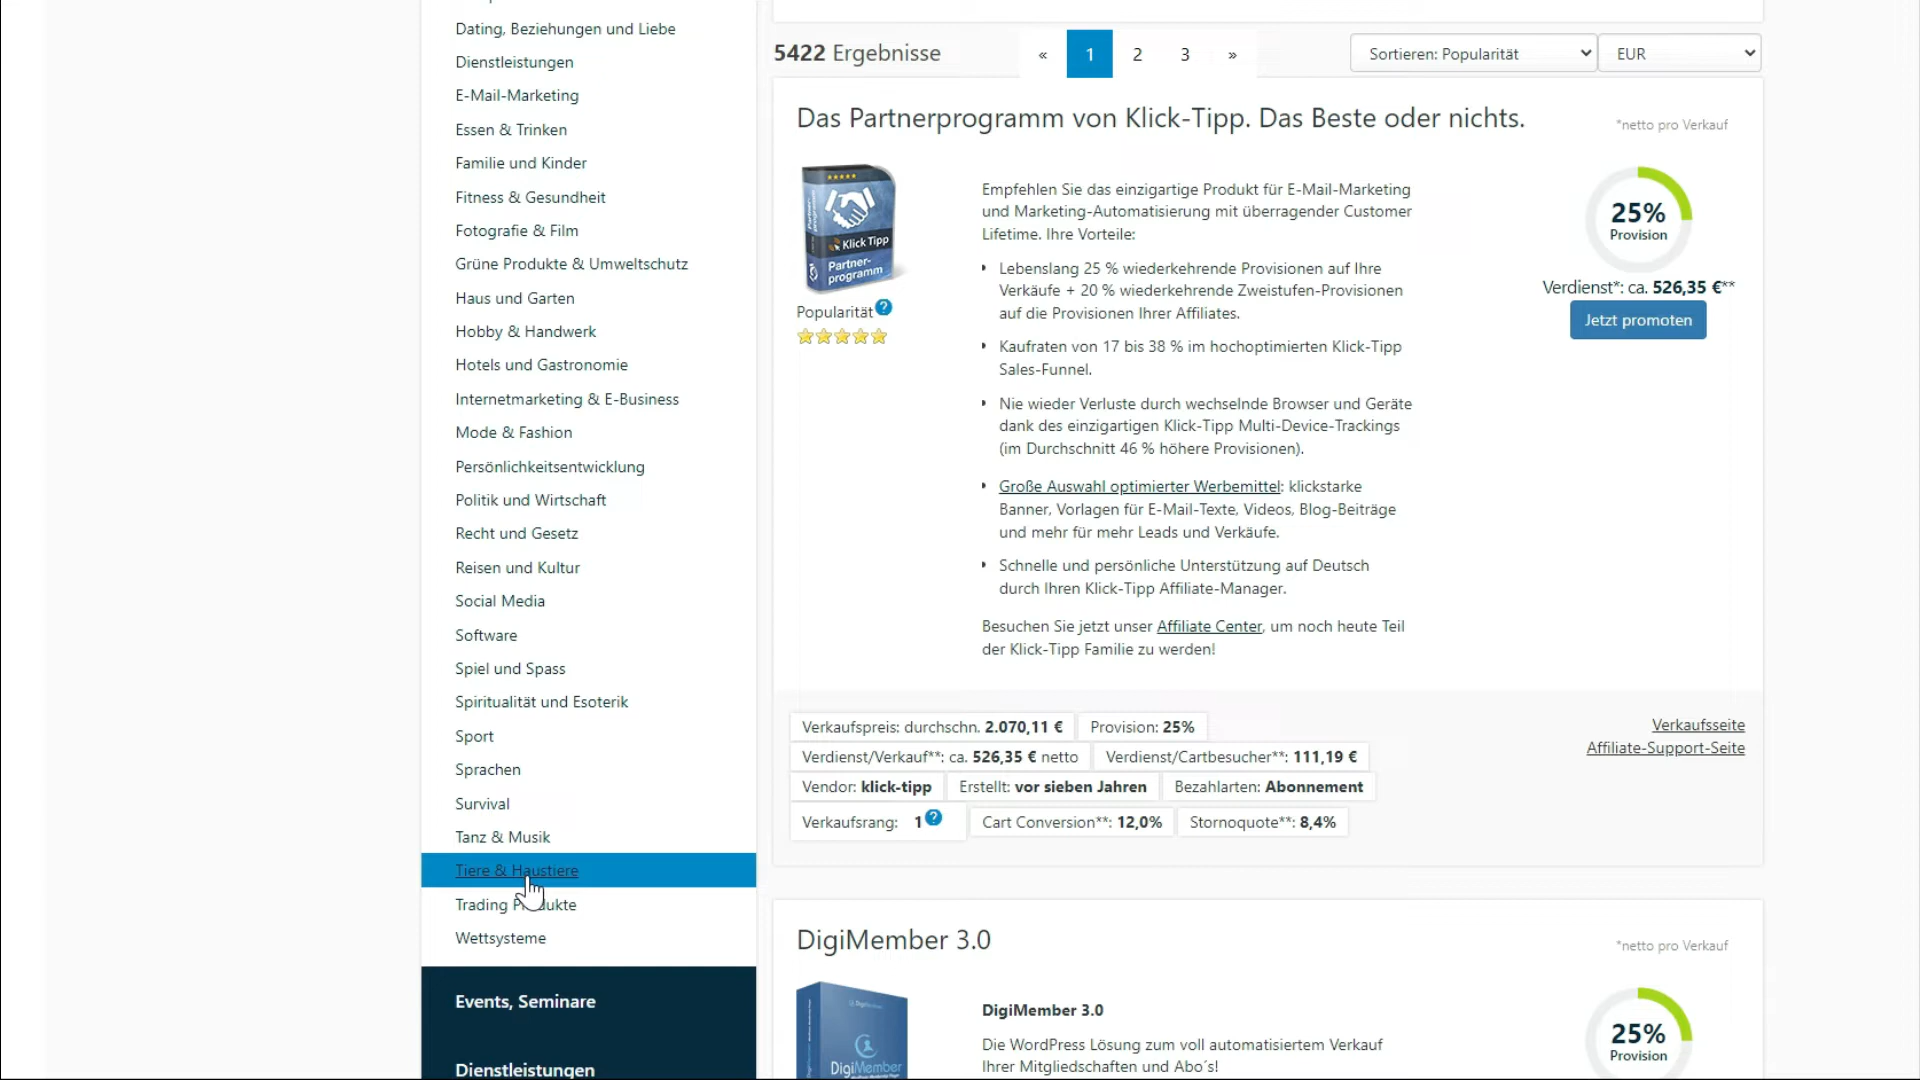 Dating, Beziehungen und Liebe
Dienstleistungen
E-Mail-Marketing
Essen & Trinken
Familie und Kinder
Fitness & Gesundheit
Fotografie & Film
Grüne Produkte & Umweltschutz
Haus und Garten
Hobby & Handwerk
Hotels und Gastronomie
Internetmarketing & E-Business
Mode & Fashion
Persönlichkeitsentwicklung
Politik und Wirtschaft
Recht und Gesetz
Reisen und Kultur
Social Media
Software
Spiel und Spass
Spiritualität und Esoterik
Sport
Sprachen
Survival
Tanz & Musik
Tiere & Haustiere
Trading Produkte
Wettsysteme
Events, Seminare
Dienstleistungen
5422 Ergebnisse
« 1 2 3 »
Sortieren: Popularität
EUR
Das Partnerprogramm von Klick-Tipp. Das Beste oder nichts.
*netto pro Verkauf
Klick Tipp
Partner-
programm
Popularität ?
Empfehlen Sie das einzigartige Produkt für E-Mail-Marketing
und Marketing-Automatisierung mit überragender Customer
Lifetime. Ihre Vorteile:
Lebenslang 25 % wiederkehrende Provisionen auf Ihre
Verkäufe + 20 % wiederkehrende Zweistufen-Provisionen
auf die Provisionen Ihrer Affiliates.
Kaufraten von 17 bis 38 % im hochoptimierten Klick-Tipp
Sales-Funnel.
Nie wieder Verluste durch wechselnde Browser und Geräte
dank des einzigartigen Klick-Tipp Multi-Device-Trackings
(im Durchschnitt 46 % höhere Provisionen).
Große Auswahl optimierter Werbemittel: klickstarke
Banner, Vorlagen für E-Mail-Texte, Videos, Blog-Beiträge
und mehr für mehr Leads und Verkäufe.
Schnelle und persönliche Unterstützung auf Deutsch
durch Ihren Klick-Tipp Affiliate-Manager.
Besuchen Sie jetzt unser Affiliate Center, um noch heute Teil
der Klick-Tipp Familie zu werden!
25%
Provision
Verdienst*: ca. 526,35 €**
Jetzt promoten
Verkaufspreis: durchschn. 2.070,11 € Provision: 25%
Verdienst/Verkauf**: ca. 526,35 € netto Verdienst/Cartbesucher**: 111,19 €
Vendor: klick-tipp Erstellt: vor sieben Jahren Bezahlarten: Abonnement
Verkaufsrang: 1 ? Cart Conversion**: 12,0% Stornoquote**: 8,4%
Verkaufsseite
Affiliate-Support-Seite
DigiMember 3.0
*netto pro Verkauf
DigiMember
DigiMember 3.0
Die WordPress Lösung zum voll automatisiertem Verkauf
Ihrer Mitgliedschaften und Abo´s!
25%
Provision